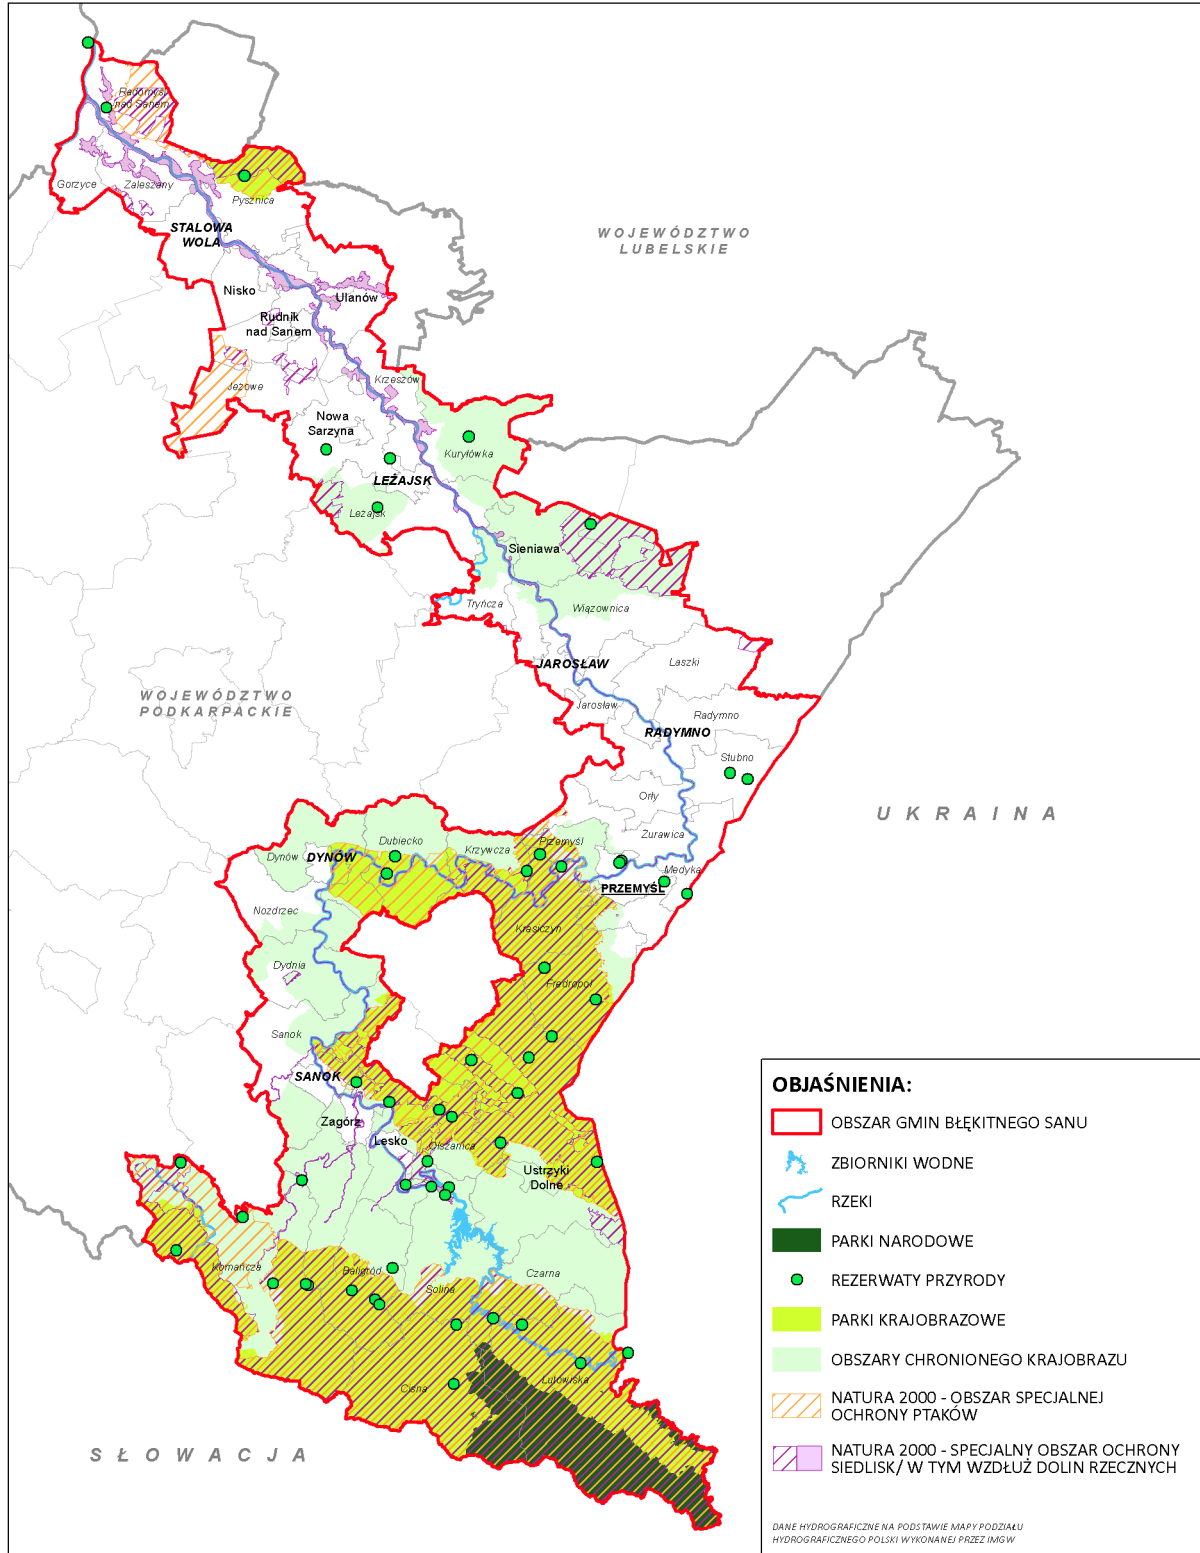 Radomyśl
nad Sanem
Gorzyce
Zaleszany
Pysznica
STALOWA
WOLA
WOJEWÓDZTWO
LUBELSKIE
Nisko
Ulanów
Rudnik
nad Sanem
Jeżowe
Krzeszów
Nowa
Sarzyna
Kuryłówka
LEŻAJSK
Leżajsk
Sieniawa
Tryńcza
Wiązownica
JAROSŁAW
Laszki
WOJEWÓDZTWO
PODKARPACKIE
Jarosław
Radymno
RADYMNO
Stubno
Orły
UKRAINA
Żurawica
Dubiecko
Dynów
DYNÓW
Krzywcza
Przemyśl
Medyka
PRZEMYŚL
Nozdrzec
Krasiczyn
Dydnia
Fredropol
Sanok
SANOK
Zagórz
Lesko
Olszanica
Ustrzyki
Dolne
Komańcza
Baligród
Solina
Czarna
Cisna
Lutowiska
SŁOWACJA
OBJAŚNIENIA:
OBSZAR GMIN BŁĘKITNEGO SANU
ZBIORNIKI WODNE
RZEKI
PARKI NARODOWE
REZERWATY PRZYRODY
PARKI KRAJOBRAZOWE
OBSZARY CHRONIONEGO KRAJOBRAZU
NATURA 2000 - OBSZAR SPECJALNEJ
OCHRONY PTAKÓW
NATURA 2000 - SPECJALNY OBSZAR OCHRONY
SIEDLISK/ W TYM WZDŁUŻ DOLIN RZECZNYCH
DANE HYDROGRAFICZNE NA PODSTAWIE MAPY PODZIAŁU
HYDROGRAFICZNEGO POLSKI WYKONANEJ PRZEZ IMGW